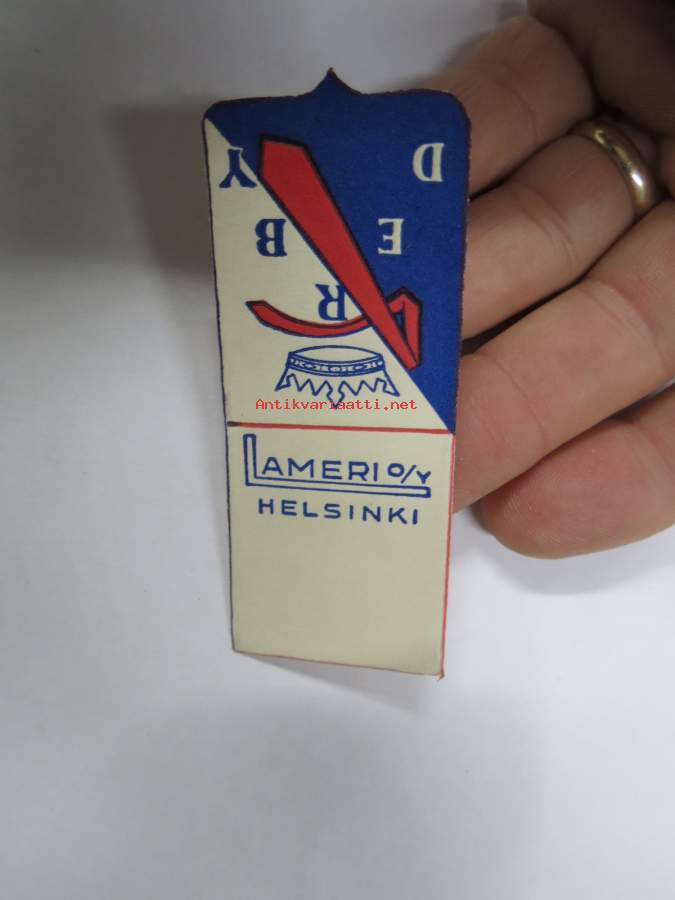 DERBY
Antikvariaatti.net
LAMERI O/Y
HELSINKI